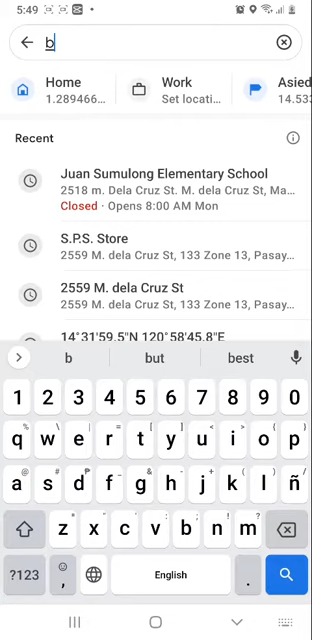 5:49
b
Home
1.289466...
Work
Set locati...
Asied
14.533
Recent
Juan Sumulong Elementary School
2518 m. Dela Cruz St. M. dela Cruz St, Ma...
Closed · Opens 8:00 AM Mon
S.P.S. Store
2559 M. dela Cruz St, 133 Zone 13, Pasay...
2559 M. dela Cruz St
2559 M. dela Cruz St, 133 Zone 13, Pasay...
14°31'59.5"N 120°58'45.8"E
b but best
1 2 3 4 5 6 7 8 9 0
q w e r t y u i o p
a s d f g h j k l ñ
z x c v b n m
?123 , English .